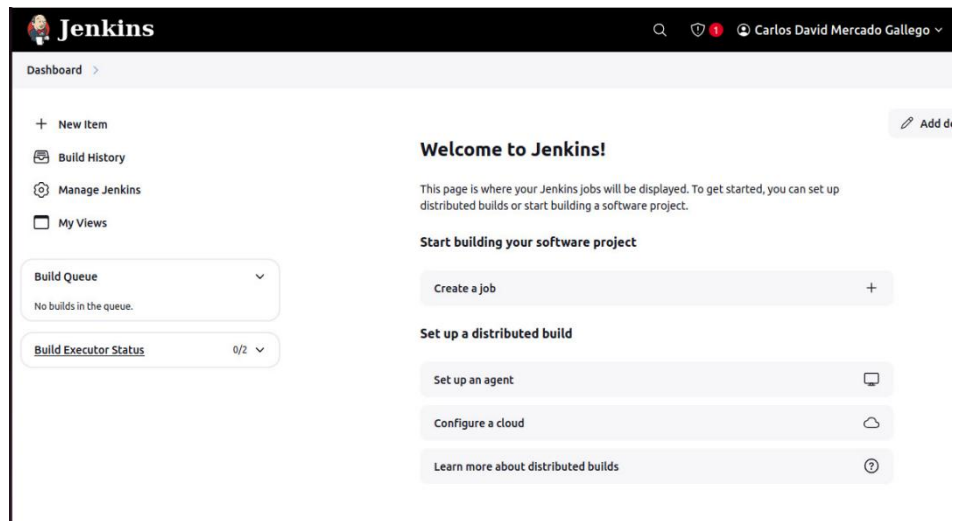 Jenkins
1
Carlos David Mercado Gallego
Dashboard
New Item
Build History
Manage Jenkins
My Views
Build Queue
No builds in the queue.
Build Executor Status
0/2
Add de
Welcome to Jenkins!
This page is where your Jenkins jobs will be displayed. To get started, you can set up
distributed builds or start building a software project.
Start building your software project
Create a job
Set up a distributed build
Set up an agent
Configure a cloud
Learn more about distributed builds